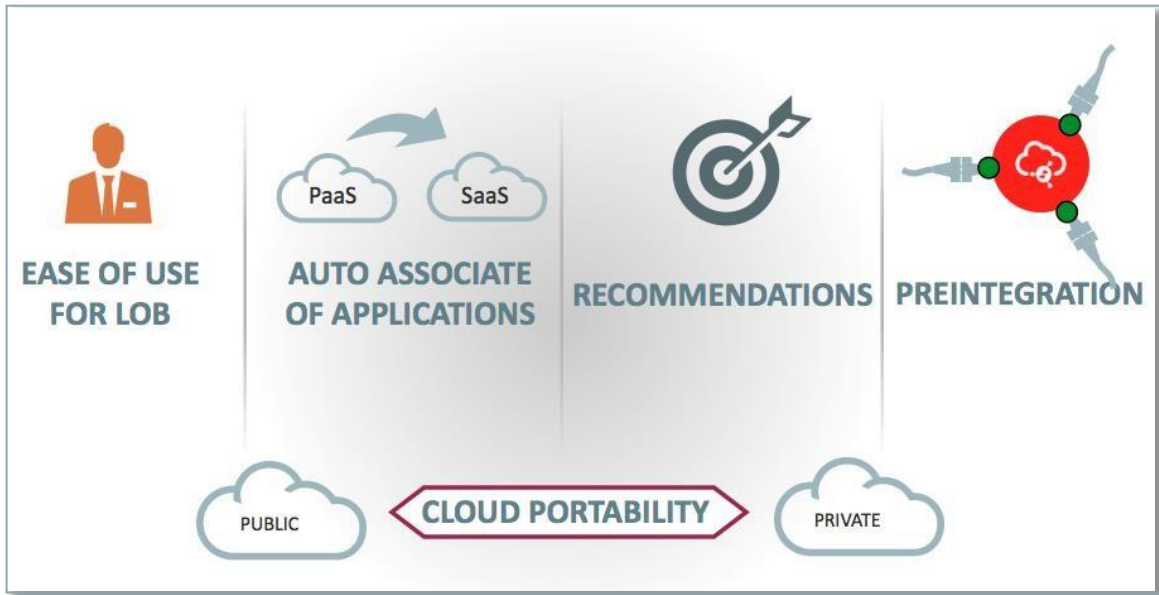 PaaS
SaaS
EASE OF USE
FOR LOB
AUTO ASSOCIATE
OF APPLICATIONS
RECOMMENDATIONS
PREINTEGRATION
PUBLIC
CLOUD PORTABILITY
PRIVATE